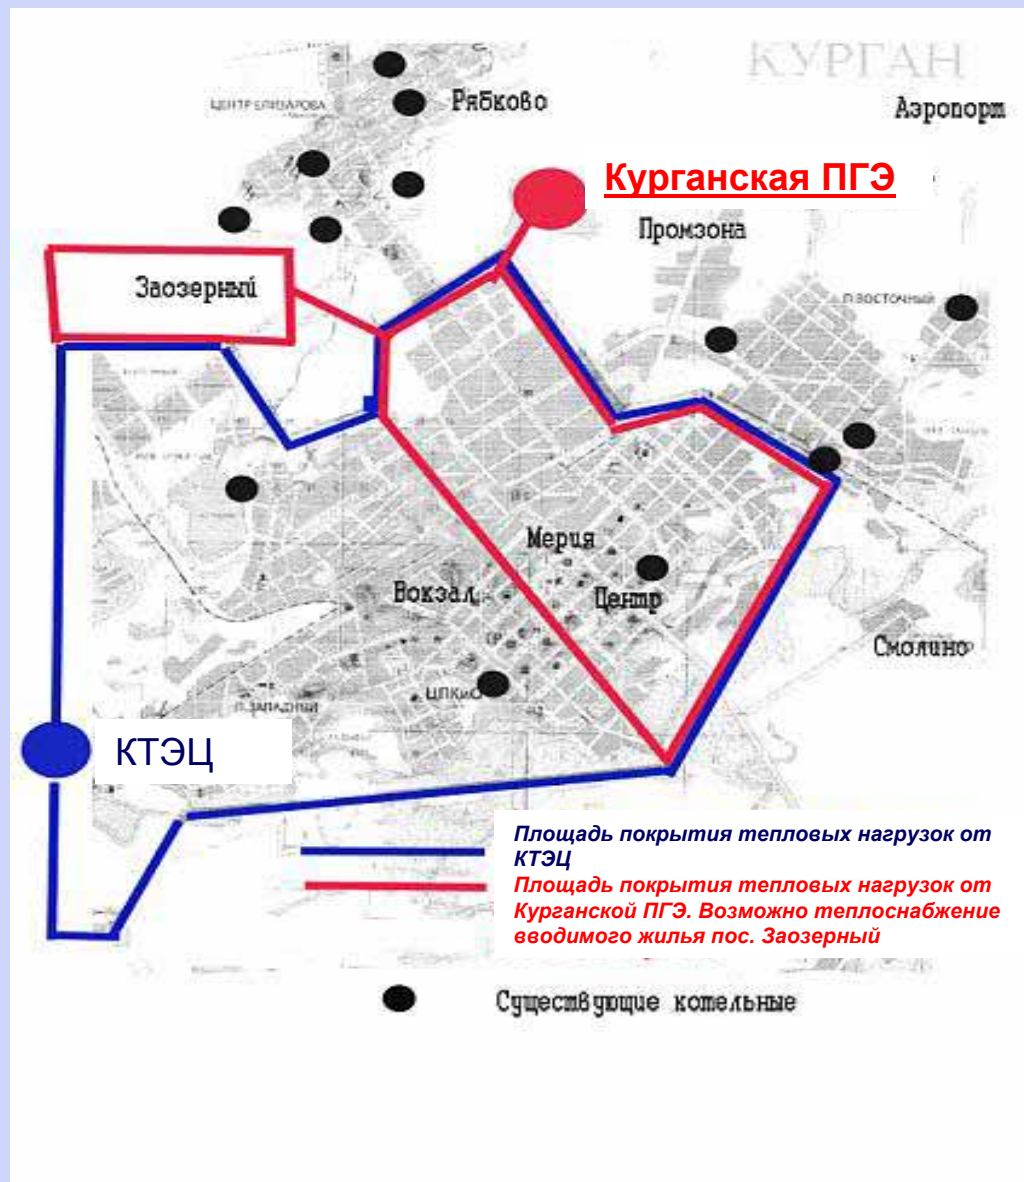 КУРГАН
Рябково
Аэропорт
ЦЕНТР ЕЛИЗАРОВА
Курганская ПГЭ
Промзона
Заозерный
П.ВОСТОЧНЫЙ
Мерия
Вокзал
Центр
Смолино
ЦПКиО
П.ЗАПАДНЫЙ
КТЭЦ
Площадь покрытия тепловых нагрузок от
КТЭЦ
Площадь покрытия тепловых нагрузок от
Курганской ПГЭ. Возможно теплоснабжение
вводимого жилья пос. Заозерный
Существующие котельные